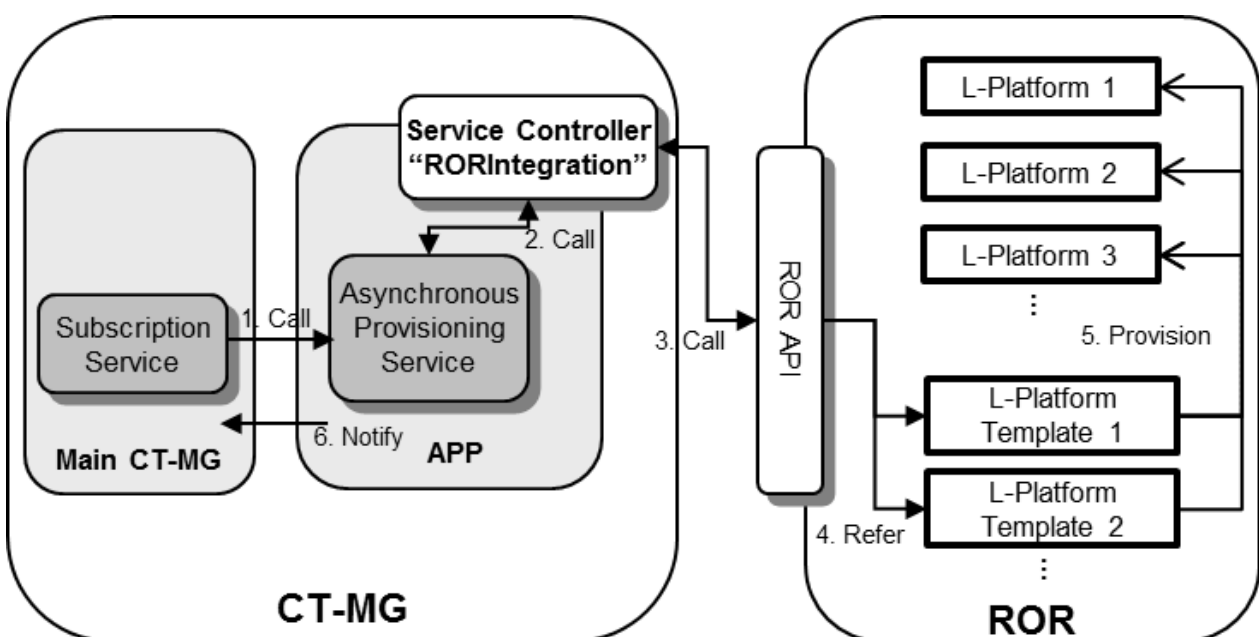 Service Controller
“RORIntegration”
2. Call
Asynchronous
Provisioning
Service
Subscription
Service
1. Call
6. Notify
Main CT-MG
APP
CT-MG
3. Call
ROR API
L-Platform 1
L-Platform 2
L-Platform 3
⋮
5. Provision
L-Platform
Template 1
L-Platform
Template 2
⋮
4. Refer
ROR